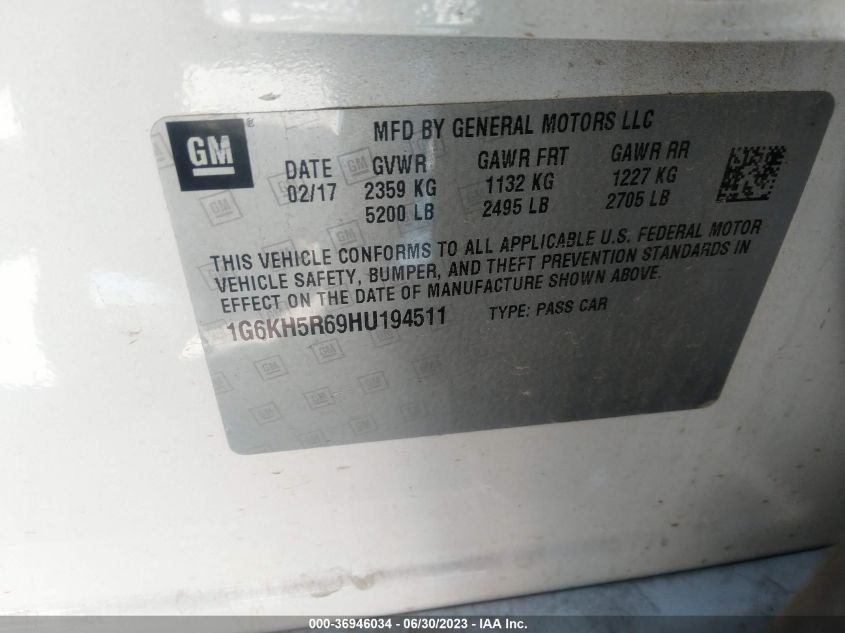 GM
MFD BY GENERAL MOTORS LLC
DATE GVWR GAWR FRT GAWR RR
02/17 2359 KG 1132 KG 1227 KG
5200 LB 2495 LB 2705 LB
THIS VEHICLE CONFORMS TO ALL APPLICABLE U.S. FEDERAL MOTOR
VEHICLE SAFETY, BUMPER, AND THEFT PREVENTION STANDARDS IN
EFFECT ON THE DATE OF MANUFACTURE SHOWN ABOVE.
1G6KH5R69HU194511 TYPE: PASS CAR
000-36946034 - 06/30/2023 - IAA Inc.